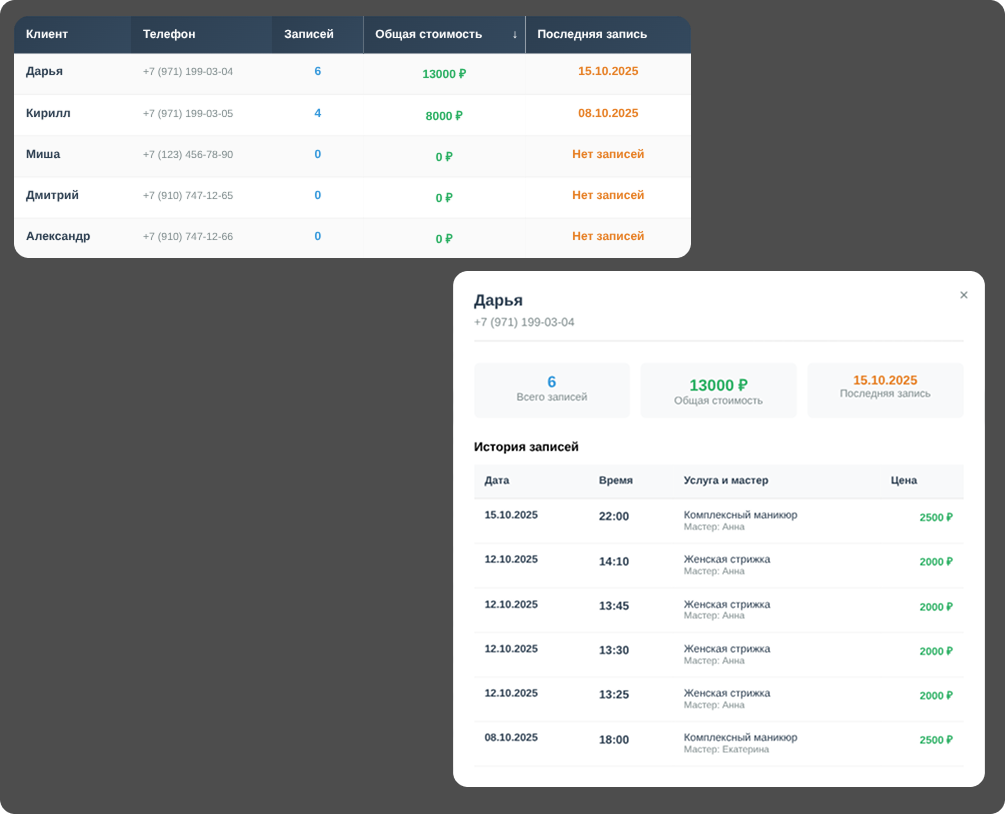 Клиент Телефон Записей Общая стоимость ↓ Последняя запись
Дарья +7 (971) 199-03-04 6 13000 ₽ 15.10.2025
Кирилл +7 (971) 199-03-05 4 8000 ₽ 08.10.2025
Миша +7 (123) 456-78-90 0 0 ₽ Нет записей
Дмитрий +7 (910) 747-12-65 0 0 ₽ Нет записей
Александр +7 (910) 747-12-66 0 0 ₽ Нет записей
Дарья ×
+7 (971) 199-03-04
6 13000 ₽ 15.10.2025
Всего записей Общая стоимость Последняя запись
История записей
Дата Время Услуга и мастер Цена
15.10.2025 22:00 Комплексный маникюр 2500 ₽
Мастер: Анна
12.10.2025 14:10 Женская стрижка 2000 ₽
Мастер: Анна
12.10.2025 13:45 Женская стрижка 2000 ₽
Мастер: Анна
12.10.2025 13:30 Женская стрижка 2000 ₽
Мастер: Анна
12.10.2025 13:25 Женская стрижка 2000 ₽
Мастер: Анна
08.10.2025 18:00 Комплексный маникюр 2500 ₽
Мастер: Екатерина